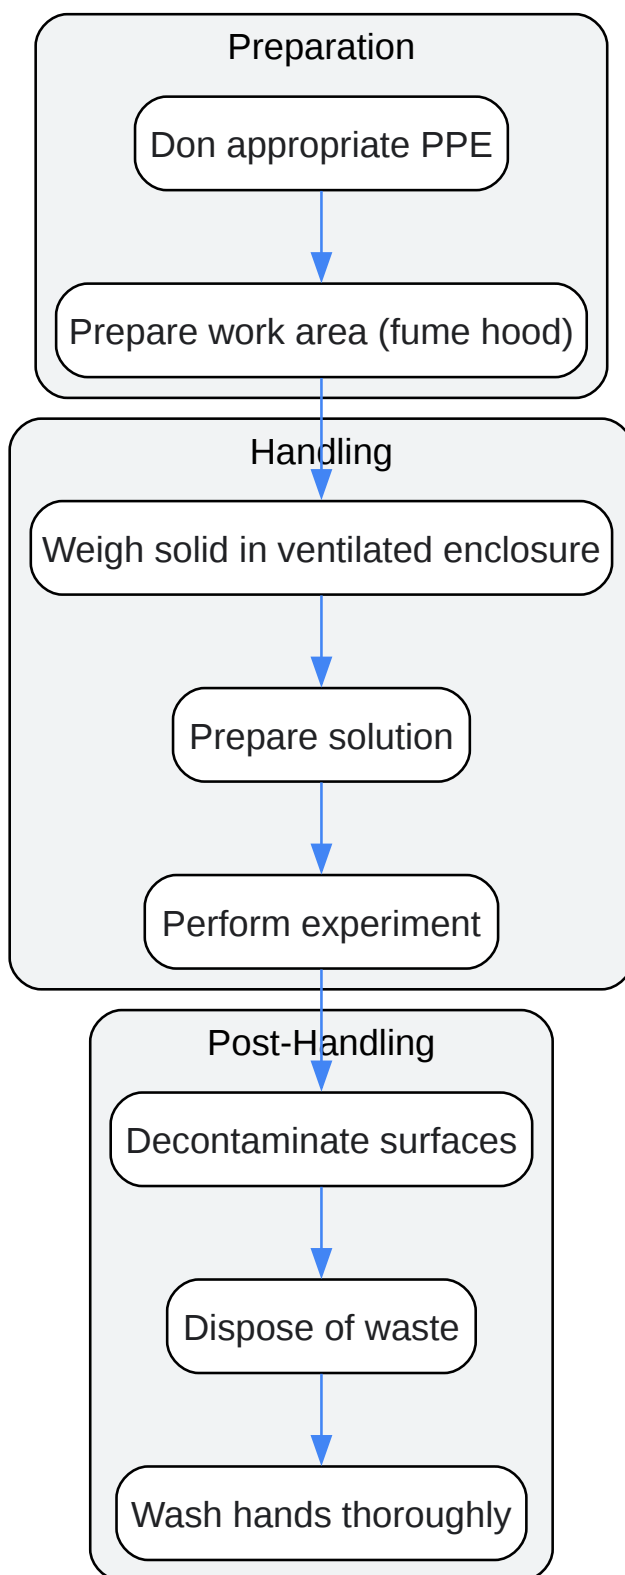 Preparation
Don appropriate PPE
Prepare work area (fume hood)
Handling
Weigh solid in ventilated enclosure
Prepare solution
Perform experiment
Post-Handling
Decontaminate surfaces
Dispose of waste
Wash hands thoroughly